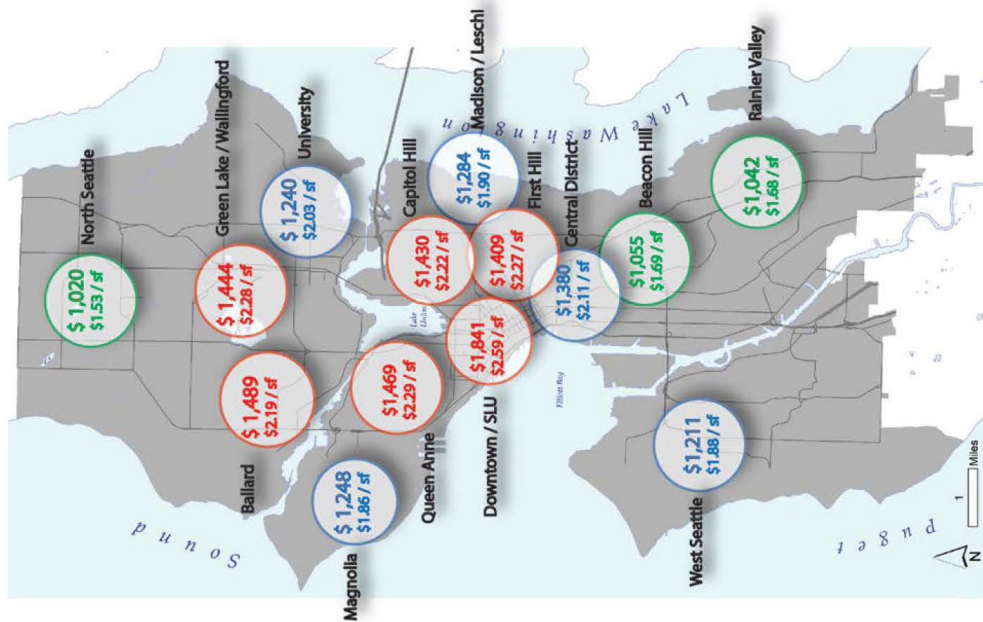 North Seattle
$ 1,020
$1.53 / sf
Green Lake / Wallingford
$ 1,444
$2.28 / sf
University
$ 1,240
$2.03 / sf
Ballard
$ 1,489
$2.19 / sf
Magnolia
$ 1,248
$1.86 / sf
Queen Anne
$1,469
$2.29 / sf
Lake
Union
Capitol Hill
$1,430
$2.22 / sf
Madison / Leschi
$1,284
$1.90 / sf
Downtown / SLU
$1,841
$2.59 / sf
First Hill
$1,409
$2.27 / sf
Central District
$1,380
$2.11 / sf
Elliott Bay
Beacon Hill
$1,055
$1.69 / sf
Rainier Valley
$1,042
$1.68 / sf
West Seattle
$1,211
$1.88 / sf
Lake Washington
Puget
Sound
N
1
Miles